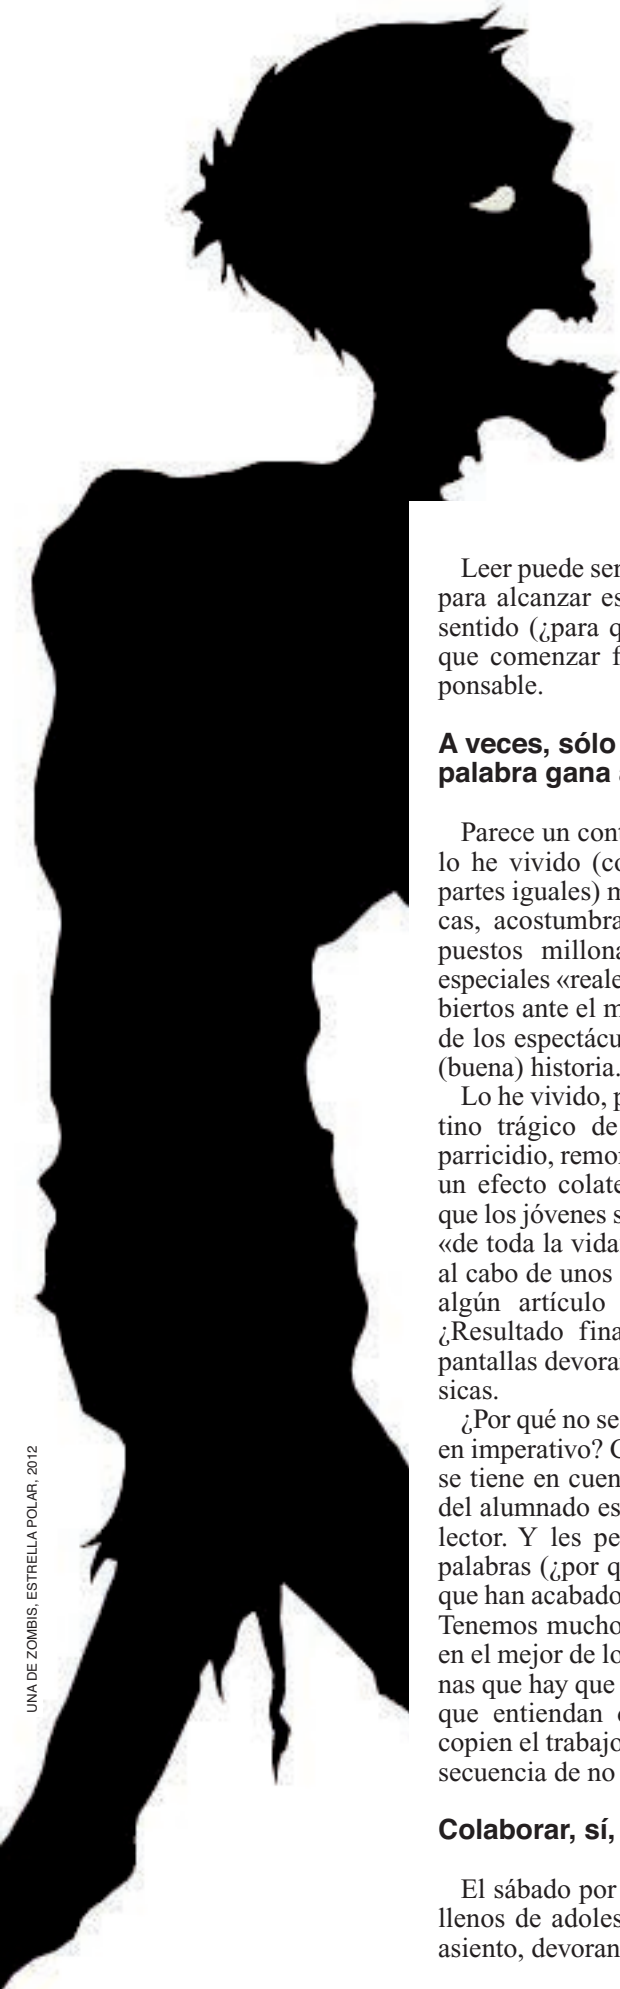 Leer puede ser
para alcanzar es
sentido (¿para q
que comenzar f
ponsable.
A veces, sólo
palabra gana a
Parece un cont
lo he vivido (co
partes iguales) m
cas, acostumbra
puestos millona
especiales «reale
biertos ante el m
de los espectácu
(buena) historia.
Lo he vivido, p
tino trágico de
parricidio, remor
un efecto colate
que los jóvenes s
«de toda la vida
al cabo de unos
algún artículo
¿Resultado fina
pantallas devora
sicas.
¿Por qué no se
en imperativo? C
se tiene en cuen
del alumnado es
lector. Y les pe
palabras (¿por q
que han acabado
Tenemos mucho
en el mejor de lo
nas que hay que
que entiendan
copien el trabajo
secuencia de no
Colaborar, sí,
El sábado por
llenos de adoles
asiento, devoran
UNA DE ZOMBIS, ESTRELLA POLAR, 2012